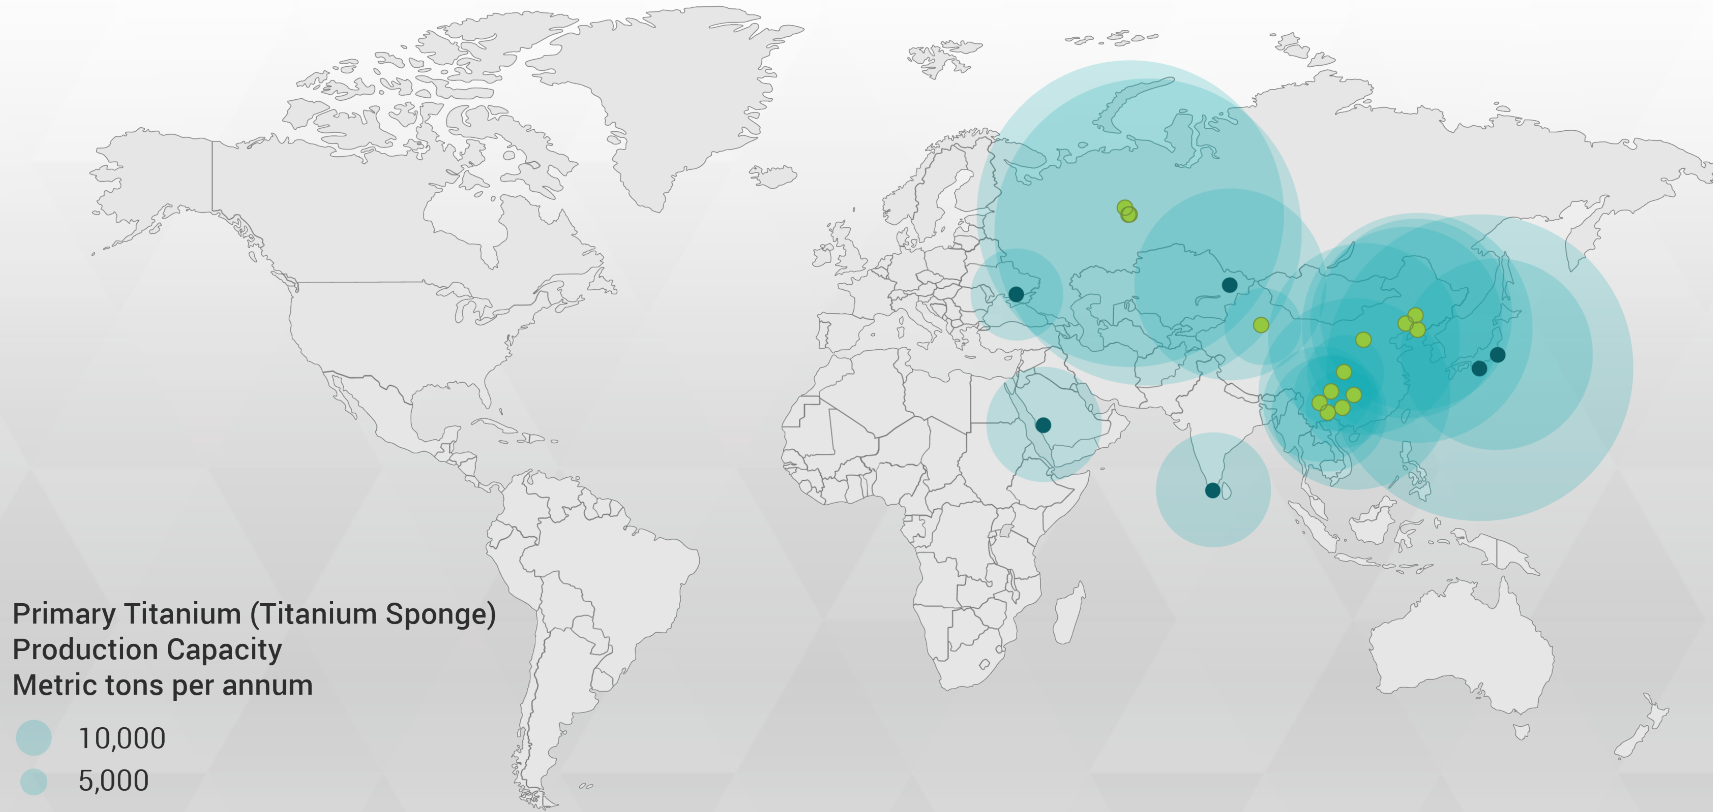 Primary Titanium (Titanium Sponge)
Production Capacity
Metric tons per annum
10,000
5,000